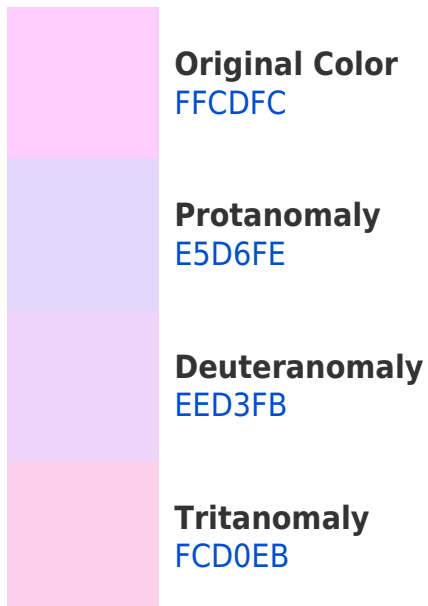 Original Color
FFCDFC
Protanomaly
E5D6FE
Deuteranomaly
EED3FB
Tritanomaly
FCD0EB